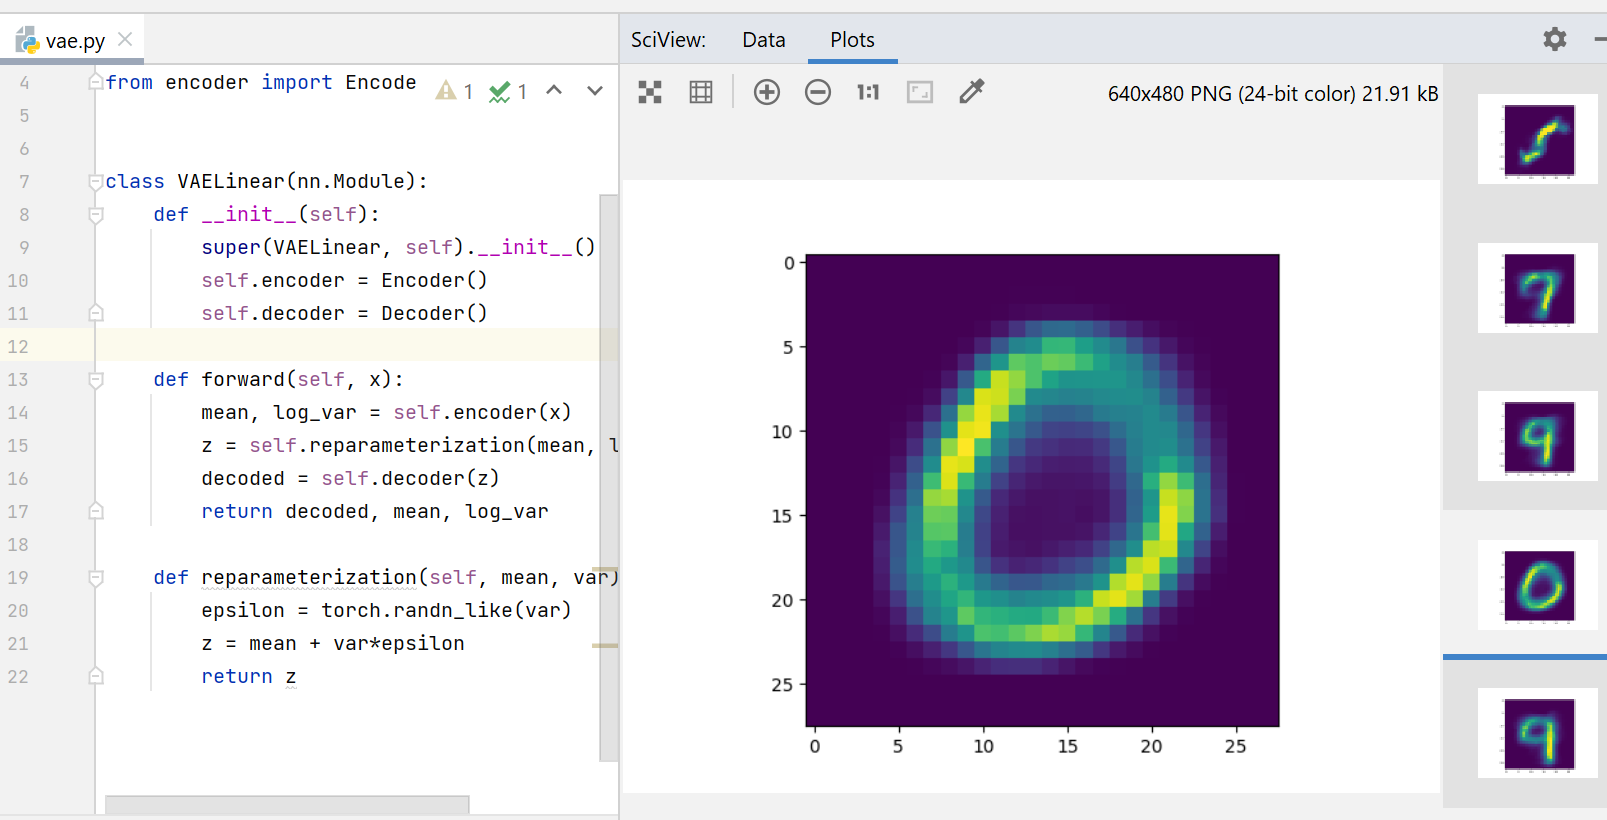 vae.py
SciView: Data Plots
640x480 PNG (24-bit color) 21.91 kB
1:1
1 1
4 from encoder import Encode
5
6
7 class VAELinear(nn.Module):
8 def __init__(self):
9 super(VAELinear, self).__init__()
10 self.encoder = Encoder()
11 self.decoder = Decoder()
12
13 def forward(self, x):
14 mean, log_var = self.encoder(x)
15 z = self.reparameterization(mean, l
16 decoded = self.decoder(z)
17 return decoded, mean, log_var
18
19 def reparameterization(self, mean, var)
20 epsilon = torch.randn_like(var)
21 z = mean + var*epsilon
22 return z
0
5
10
15
20
25
0 5 10 15 20 25